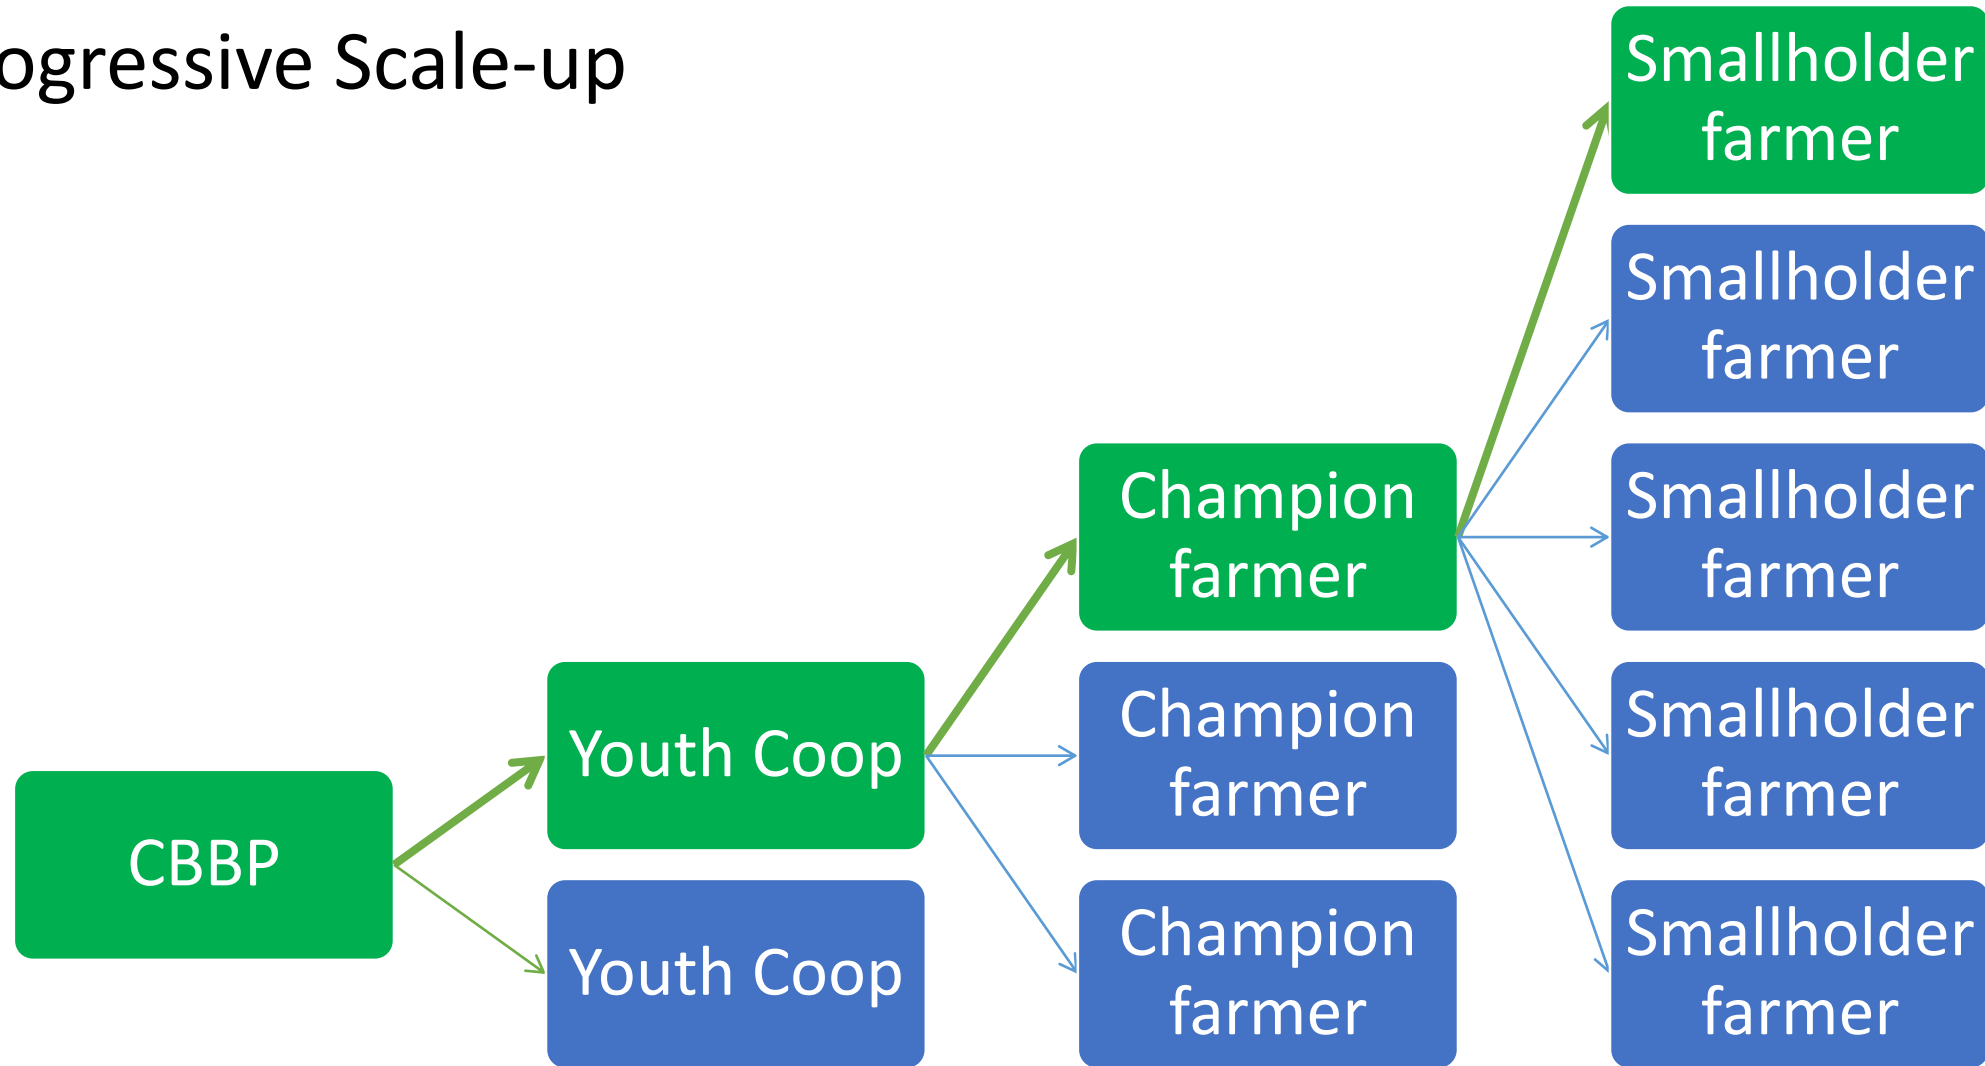 ogressive Scale-up
CBBP
Youth Coop
Youth Coop
Champion
farmer
Champion
farmer
Champion
farmer
Smallholder
farmer
Smallholder
farmer
Smallholder
farmer
Smallholder
farmer
Smallholder
farmer